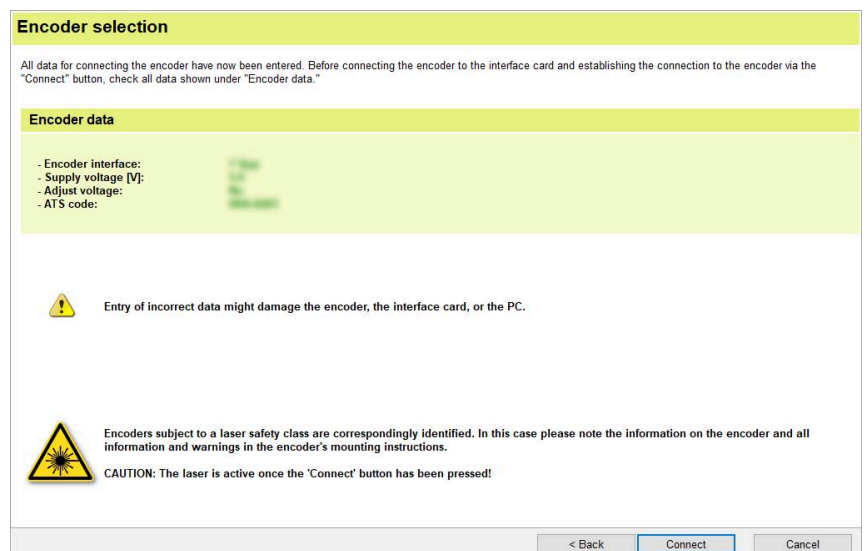 Encoder selection
All data for connecting the encoder have now been entered. Before connecting the encoder to the interface card and establishing the connection to the encoder via the
"Connect" button, check all data shown under "Encoder data."
Encoder data
- Encoder interface:
- Supply voltage [V]:
- Adjust voltage:
- ATS code:
Entry of incorrect data might damage the encoder, the interface card, or the PC.
Encoders subject to a laser safety class are correspondingly identified. In this case please note the information on the encoder and all
information and warnings in the encoder's mounting instructions.
CAUTION: The laser is active once the 'Connect' button has been pressed!
< Back Connect Cancel